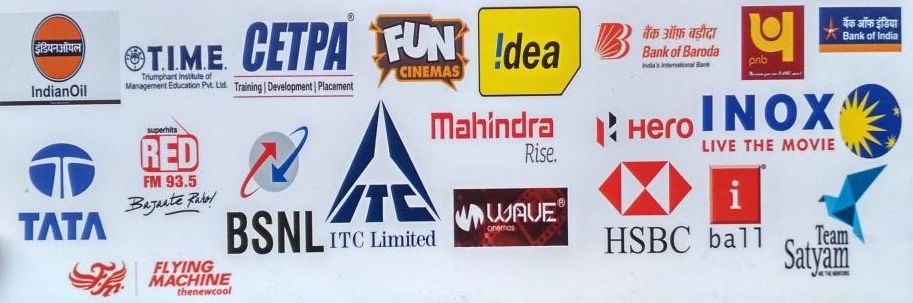 इंडियनऑयल
IndianOil
T.I.M.E.
Triumphant Institute of
Management Education Pvt. Ltd.
CETPA®
Training | Development | Placement
FUN
CINEMAS
!dea
बैंक ऑफ़ बड़ौदा
Bank of Baroda
India's International Bank
pnb
बैंक ऑफ इंडिया
Bank of India
TATA
superhits
RED
FM 93.5
Bajaate Raho!
BSNL
ITC
ITC Limited
Mahindra
Rise.
WAVE®
cinemas
Hero
INOX
LIVE THE MOVIE
HSBC
i
ball
Team
Satyam
FLYING
MACHINE
thenewcool